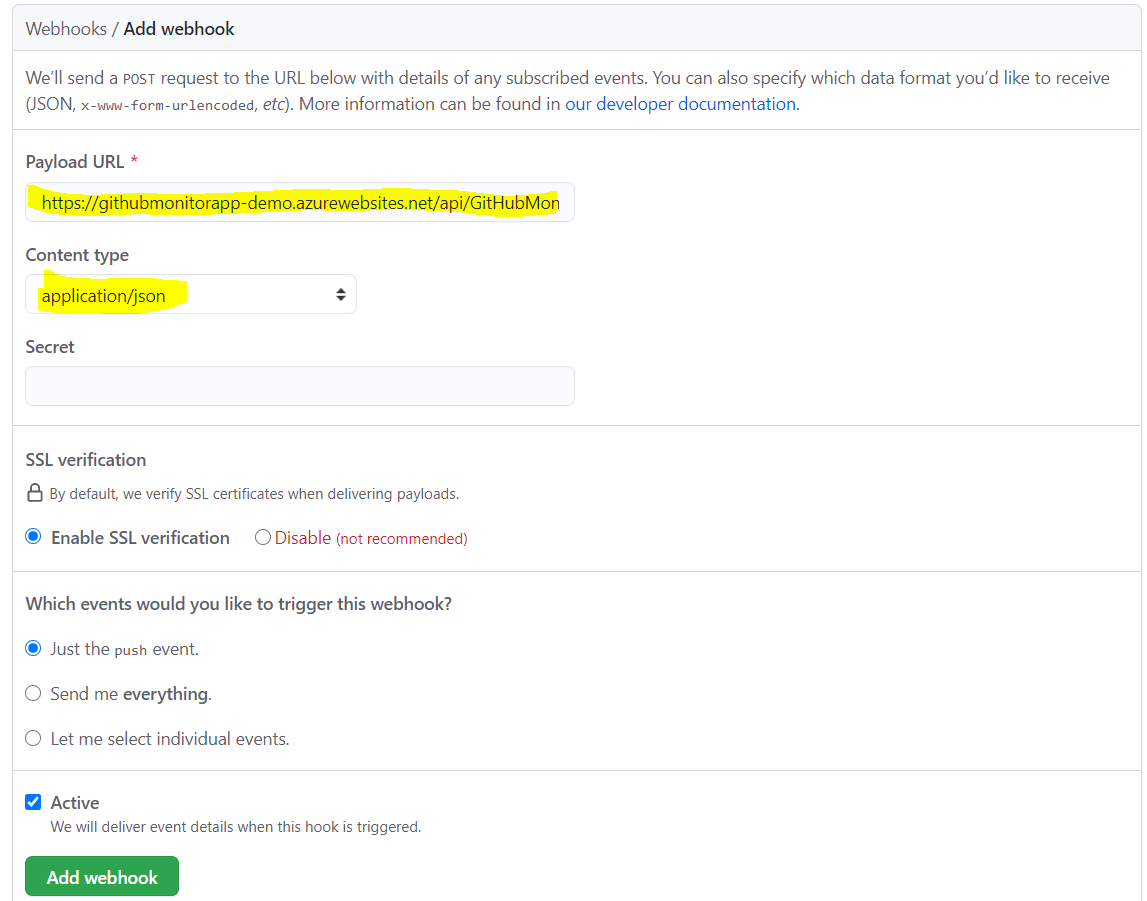 Webhooks / Add webhook
We’ll send a POST request to the URL below with details of any subscribed events. You can also specify which data format you’d like to receive
(JSON, x-www-form-urlencoded, etc). More information can be found in our developer documentation.
Payload URL *
https://githubmonitorapp-demo.azurewebsites.net/api/GitHubMon
Content type
application/json
Secret
SSL verification
By default, we verify SSL certificates when delivering payloads.
Enable SSL verification Disable (not recommended)
Which events would you like to trigger this webhook?
Just the push event.
Send me everything.
Let me select individual events.
Active
We will deliver event details when this hook is triggered.
Add webhook